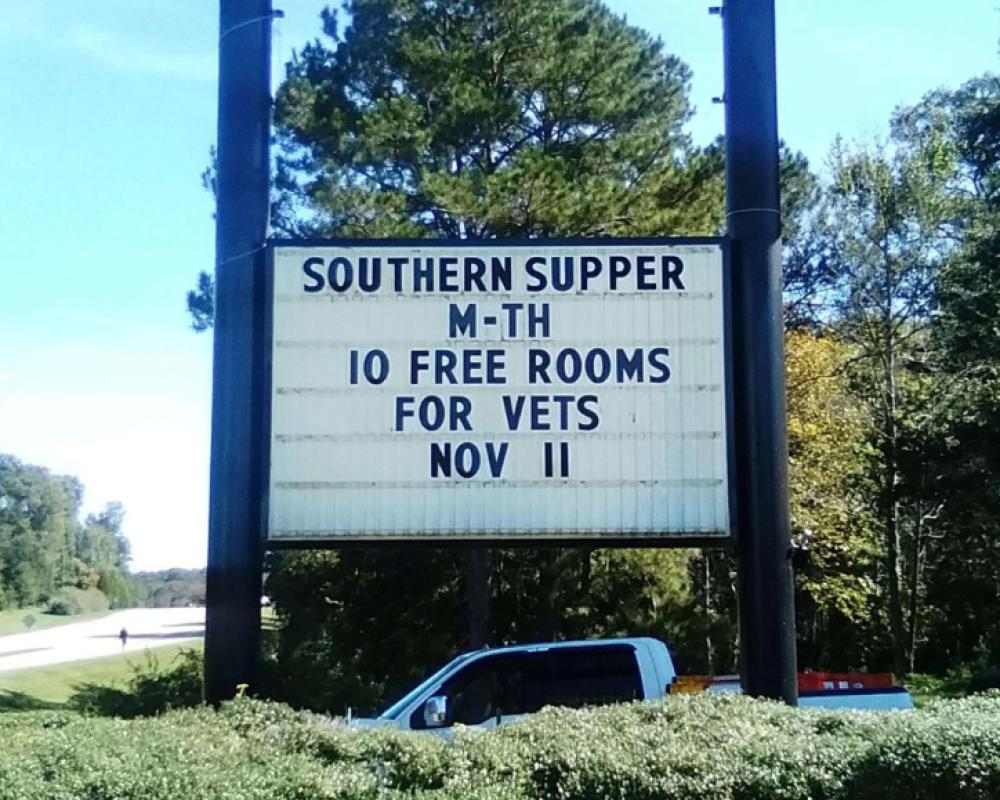 SOUTHERN SUPPER
M-TH
10 FREE ROOMS
FOR VETS
NOV 11